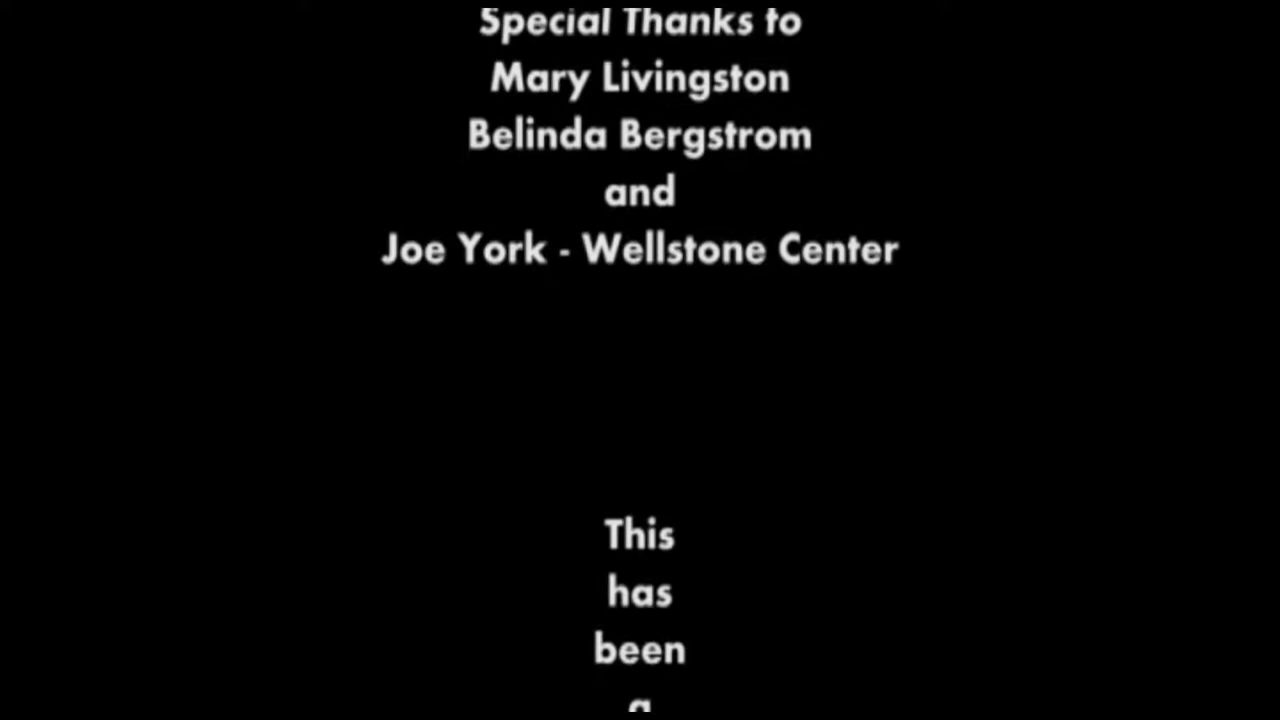 Special Thanks to
Mary Livingston
Belinda Bergstrom
and
Joe York - Wellstone Center
This
has
been
a